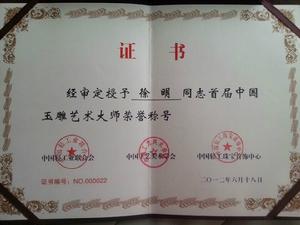 证书
经审定授予 徐明 同志首届中国
玉雕艺术大师荣誉称号
中国轻工业联合会 中国工艺美术学会 中国轻工珠宝首饰中心
证书编号：NO.000022 二〇一二年六月十八日